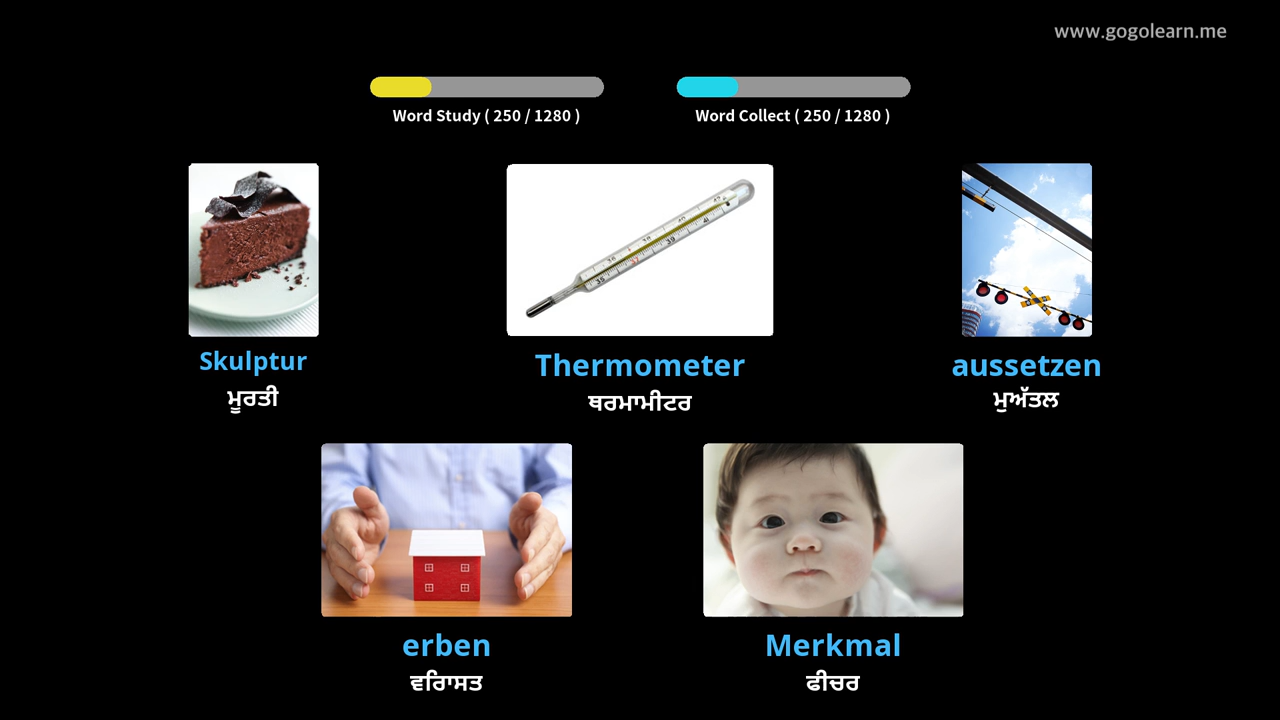 www.gogolearn.me
Word Study ( 250 / 1280 )
Word Collect ( 250 / 1280 )
Skulptur
ਮੂਰਤੀ
Thermometer
ਥਰਮਾਮੀਟਰ
aussetzen
ਮੁਅੱਤਲ
erben
ਵਿਰਾਸਤ
Merkmal
ਫੀਚਰ